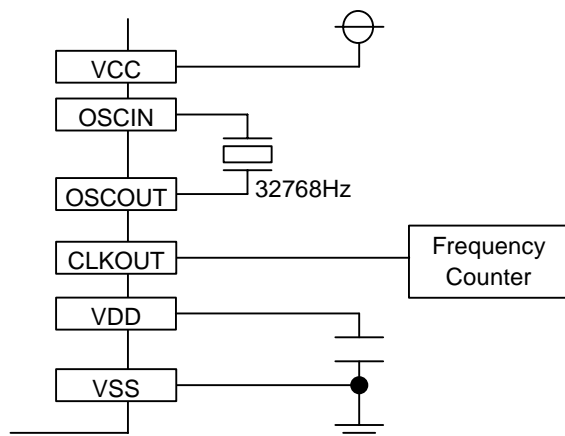 VCC
OSCIN
OSCOUT
32768Hz
CLKOUT
Frequency
Counter
VDD
VSS